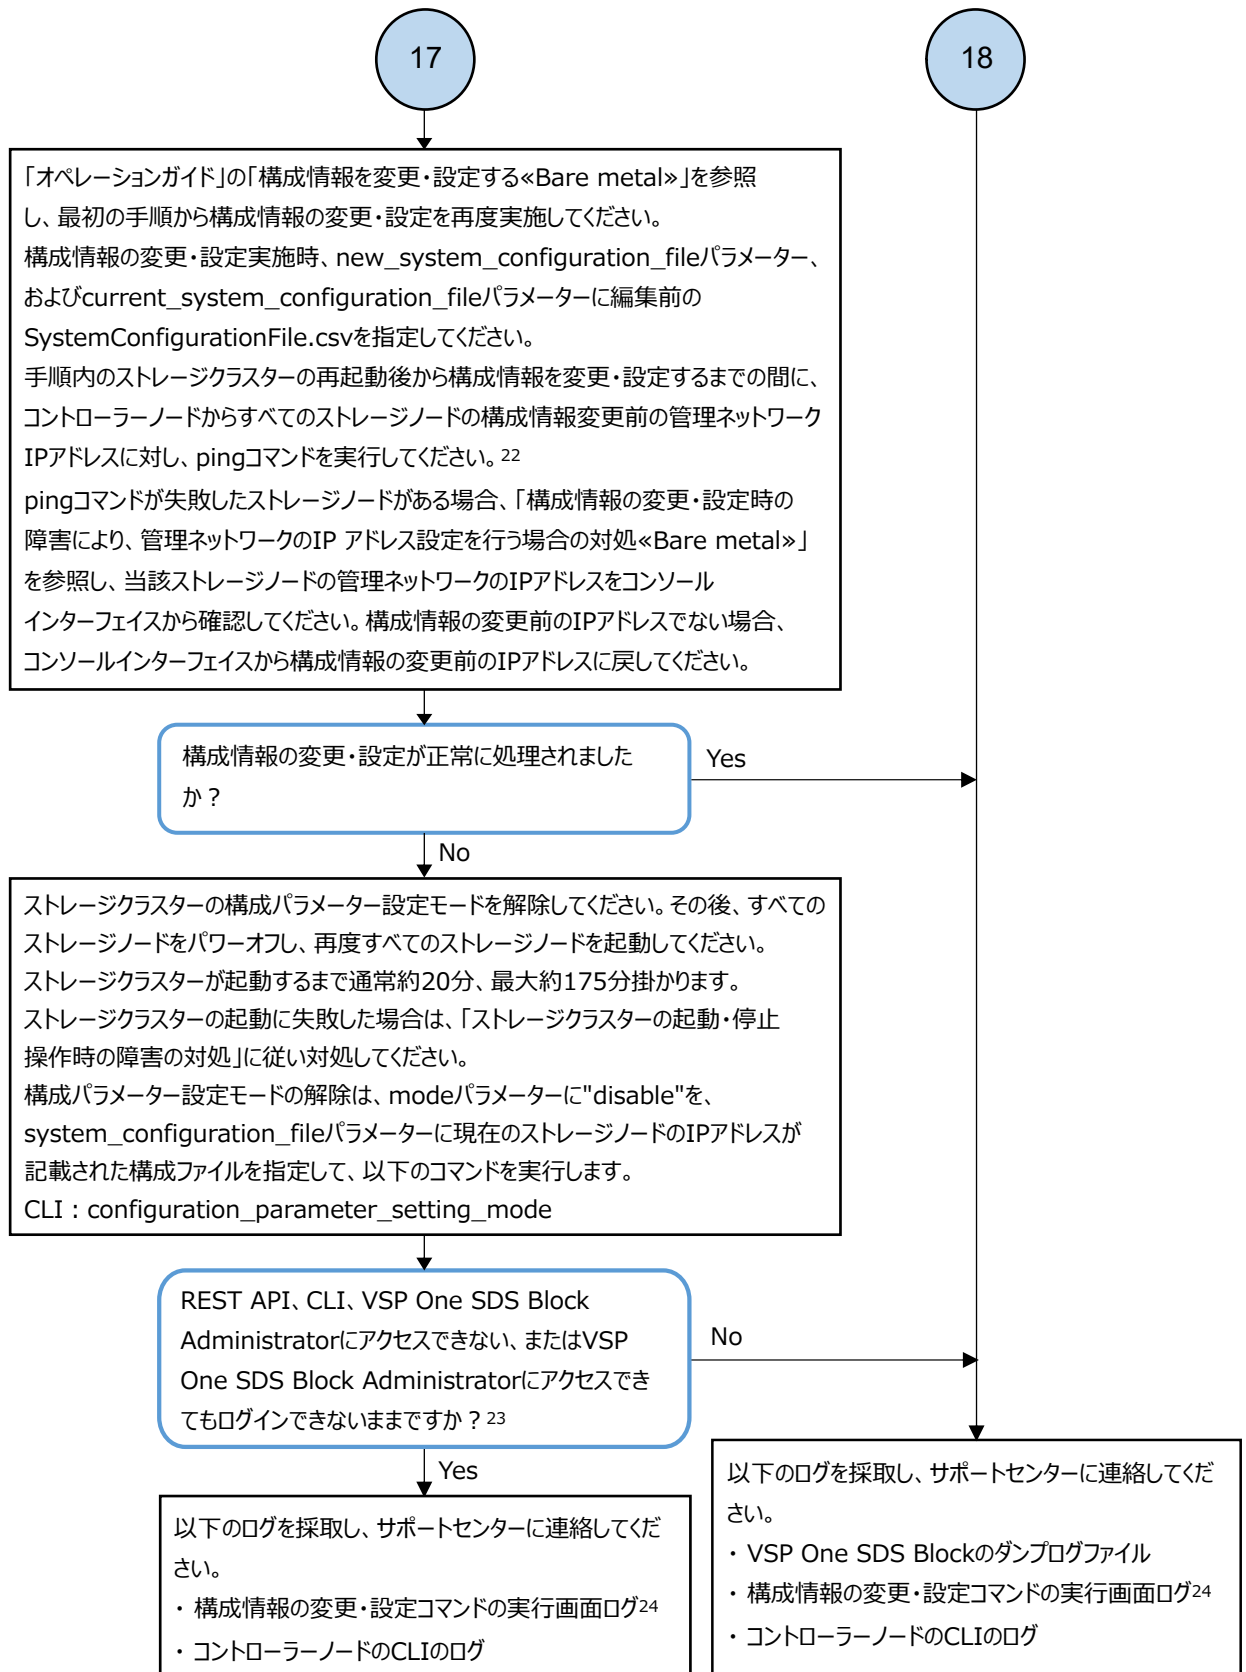 17
18
「オペレーションガイド」の「構成情報を変更・設定する«Bare metal»」を参照
し、最初の手順から構成情報の変更・設定を再度実施してください。
構成情報の変更・設定実施時、new_system_configuration_fileパラメーター、
およびcurrent_system_configuration_fileパラメーターに編集前の
SystemConfigurationFile.csvを指定してください。
手順内のストレージクラスターの再起動後から構成情報を変更・設定するまでの間に、
コントローラーノードからすべてのストレージノードの構成情報変更前の管理ネットワーク
IPアドレスに対し、pingコマンドを実行してください。22
pingコマンドが失敗したストレージノードがある場合、「構成情報の変更・設定時の
障害により、管理ネットワークのIP アドレス設定を行う場合の対処«Bare metal»」
を参照し、当該ストレージノードの管理ネットワークのIPアドレスをコンソール
インターフェイスから確認してください。構成情報の変更前のIPアドレスでない場合、
コンソールインターフェイスから構成情報の変更前のIPアドレスに戻してください。
構成情報の変更・設定が正常に処理されました
か？
Yes
No
ストレージクラスターの構成パラメーター設定モードを解除してください。その後、すべての
ストレージノードをパワーオフし、再度すべてのストレージノードを起動してください。
ストレージクラスターが起動するまで通常約20分、最大約175分掛かります。
ストレージクラスターの起動に失敗した場合は、「ストレージクラスターの起動・停止
操作時の障害の対処」に従い対処してください。
構成パラメーター設定モードの解除は、modeパラメーターに"disable"を、
system_configuration_fileパラメーターに現在のストレージノードのIPアドレスが
記載された構成ファイルを指定して、以下のコマンドを実行します。
CLI：configuration_parameter_setting_mode
REST API、CLI、VSP One SDS Block
Administratorにアクセスできない、またはVSP
One SDS Block Administratorにアクセスでき
てもログインできないままですか？23
No
Yes
以下のログを採取し、サポートセンターに連絡してくだ
さい。
・ 構成情報の変更・設定コマンドの実行画面ログ24
・ コントローラーノードのCLIのログ
以下のログを採取し、サポートセンターに連絡してくだ
さい。
・ VSP One SDS Blockのダンプログファイル
・ 構成情報の変更・設定コマンドの実行画面ログ24
・ コントローラーノードのCLIのログ